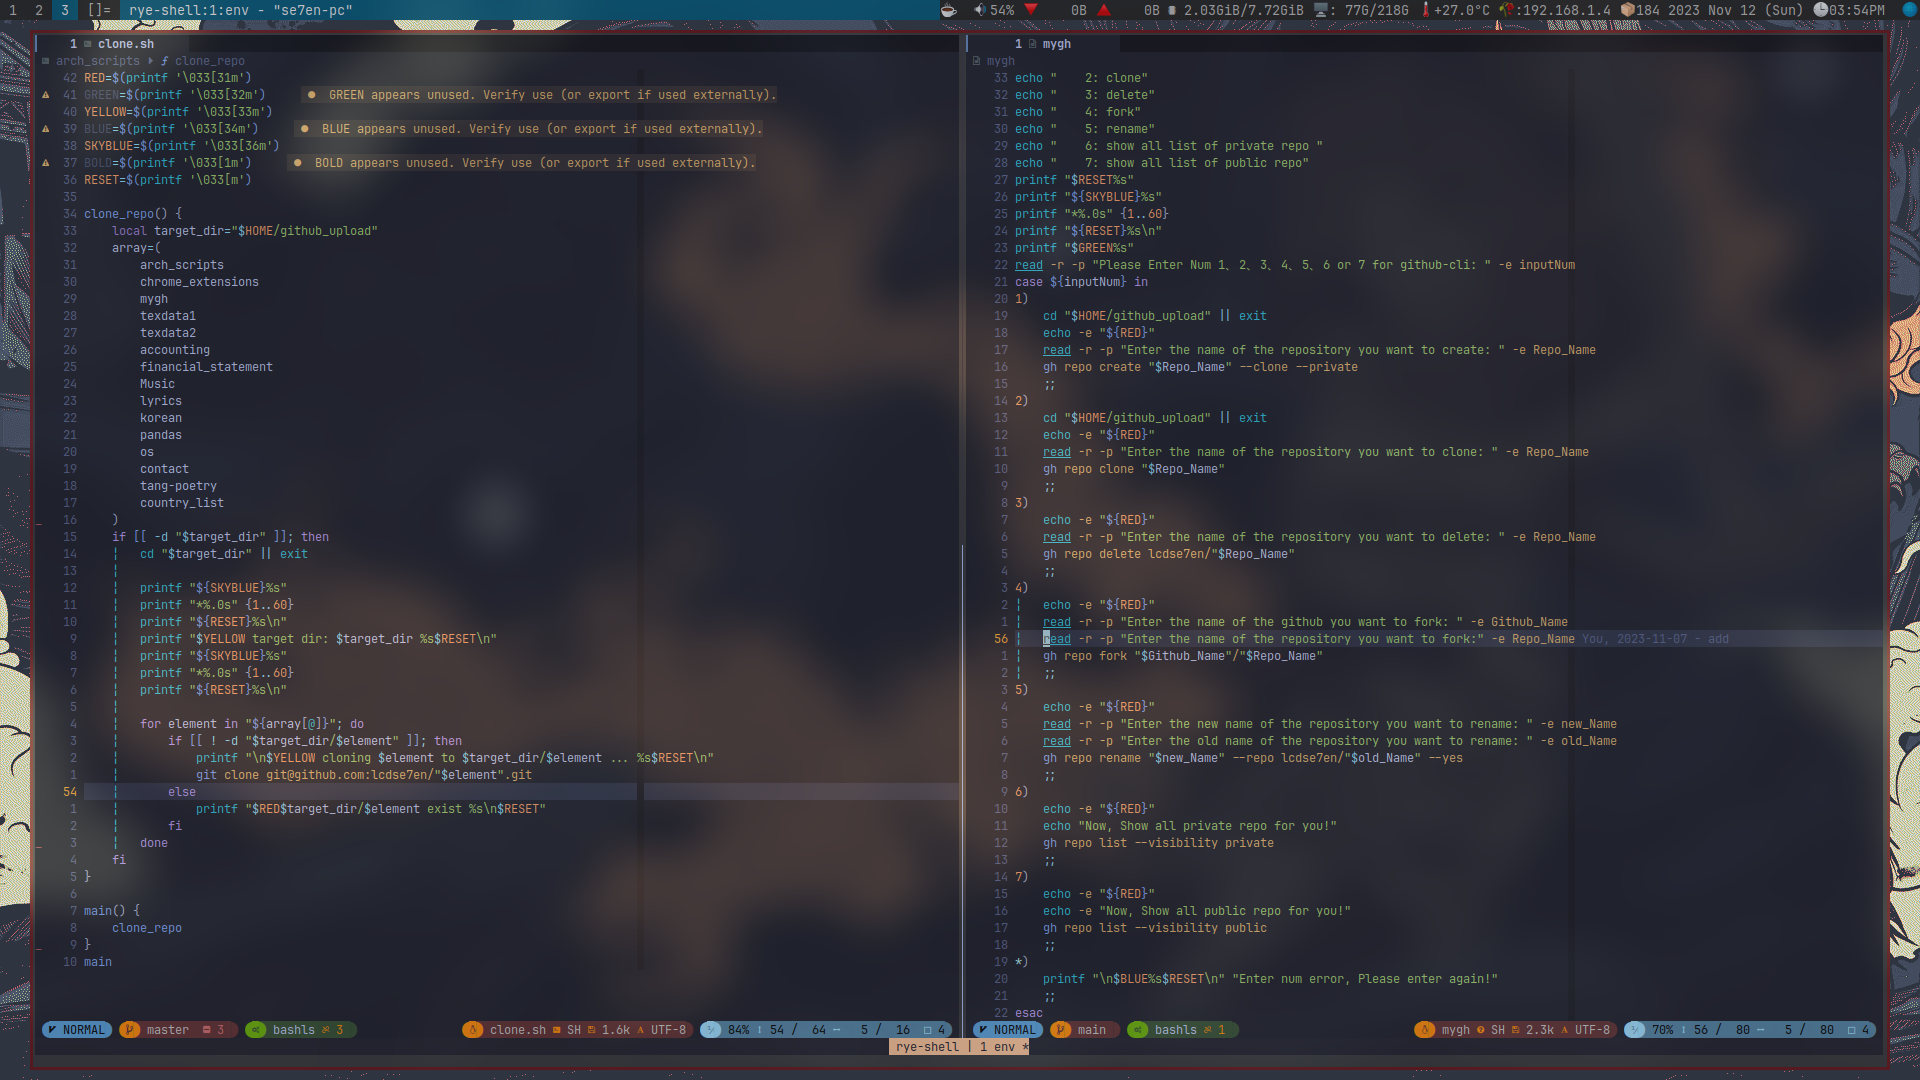 1 2 3 []= rye-shell:1:env - "se7en-pc" 54% 0B 0B 2.03GiB/7.72GiB : 77G/218G +27.0°C :192.168.1.4 184 2023 Nov 12 (Sun) 03:54PM
1 clone.sh
arch_scripts clone_repo
42 RED=$(printf '\033[31m')
41 GREEN=$(printf '\033[32m') ● GREEN appears unused. Verify use (or export if used externally).
40 YELLOW=$(printf '\033[33m')
39 BLUE=$(printf '\033[34m') ● BLUE appears unused. Verify use (or export if used externally).
38 SKYBLUE=$(printf '\033[36m')
37 BOLD=$(printf '\033[1m') ● BOLD appears unused. Verify use (or export if used externally).
36 RESET=$(printf '\033[m')
35
34 clone_repo() {
33 local target_dir="$HOME/github_upload"
32 array=(
31 arch_scripts
30 chrome_extensions
29 mygh
28 texdata1
27 texdata2
26 accounting
25 financial_statement
24 Music
23 lyrics
22 korean
21 pandas
20 os
19 contact
18 tang-poetry
17 country_list
16 )
15 if [[ -d "$target_dir" ]]; then
14 cd "$target_dir" || exit
13
12 printf "${SKYBLUE}%s"
11 printf "*%.0s" {1..60}
10 printf "${RESET}%s\n"
9 printf "$YELLOW target dir: $target_dir %s$RESET\n"
8 printf "${SKYBLUE}%s"
7 printf "*%.0s" {1..60}
6 printf "${RESET}%s\n"
5
4 for element in "${array[@]}"; do
3 if [[ ! -d "$target_dir/$element" ]]; then
2 printf "\n$YELLOW cloning $element to $target_dir/$element ... %s$RESET\n"
1 git clone git@github.com:lcdse7en/"$element".git
54 else
1 printf "$RED$target_dir/$element exist %s\n$RESET"
2 fi
3 done
4 fi
5 }
6
7 main() {
8 clone_repo
9 }
10 main
NORMAL master 3 bashls 3 clone.sh SH 1.6k UTF-8 84% 54 / 64 5 / 16 4
1 mygh
mygh
33 echo " 2: clone"
32 echo " 3: delete"
31 echo " 4: fork"
30 echo " 5: rename"
29 echo " 6: show all list of private repo "
28 echo " 7: show all list of public repo"
27 printf "$RESET%s"
26 printf "${SKYBLUE}%s"
25 printf "*%.0s" {1..60}
24 printf "${RESET}%s\n"
23 printf "$GREEN%s"
22 read -r -p "Please Enter Num 1、2、3、4、5、6 or 7 for github-cli: " -e inputNum
21 case ${inputNum} in
20 1)
19 cd "$HOME/github_upload" || exit
18 echo -e "${RED}"
17 read -r -p "Enter the name of the repository you want to create: " -e Repo_Name
16 gh repo create "$Repo_Name" --clone --private
15 ;;
14 2)
13 cd "$HOME/github_upload" || exit
12 echo -e "${RED}"
11 read -r -p "Enter the name of the repository you want to clone: " -e Repo_Name
10 gh repo clone "$Repo_Name"
9 ;;
8 3)
7 echo -e "${RED}"
6 read -r -p "Enter the name of the repository you want to delete: " -e Repo_Name
5 gh repo delete lcdse7en/"$Repo_Name"
4 ;;
3 4)
2 echo -e "${RED}"
1 read -r -p "Enter the name of the github you want to fork: " -e Github_Name
56 read -r -p "Enter the name of the repository you want to fork:" -e Repo_Name You, 2023-11-07 - add
1 gh repo fork "$Github_Name"/"$Repo_Name"
2 ;;
3 5)
4 echo -e "${RED}"
5 read -r -p "Enter the new name of the repository you want to rename: " -e new_Name
6 read -r -p "Enter the old name of the repository you want to rename: " -e old_Name
7 gh repo rename "$new_Name" --repo lcdse7en/"$old_Name" --yes
8 ;;
9 6)
10 echo -e "${RED}"
11 echo "Now, Show all private repo for you!"
12 gh repo list --visibility private
13 ;;
14 7)
15 echo -e "${RED}"
16 echo -e "Now, Show all public repo for you!"
17 gh repo list --visibility public
18 ;;
19 *)
20 printf "\n$BLUE%s$RESET\n" "Enter num error, Please enter again!"
21 ;;
22 esac
NORMAL main bashls 1 mygh SH 2.3k UTF-8 70% 56 / 80 5 / 80 4
rye-shell | 1 env *